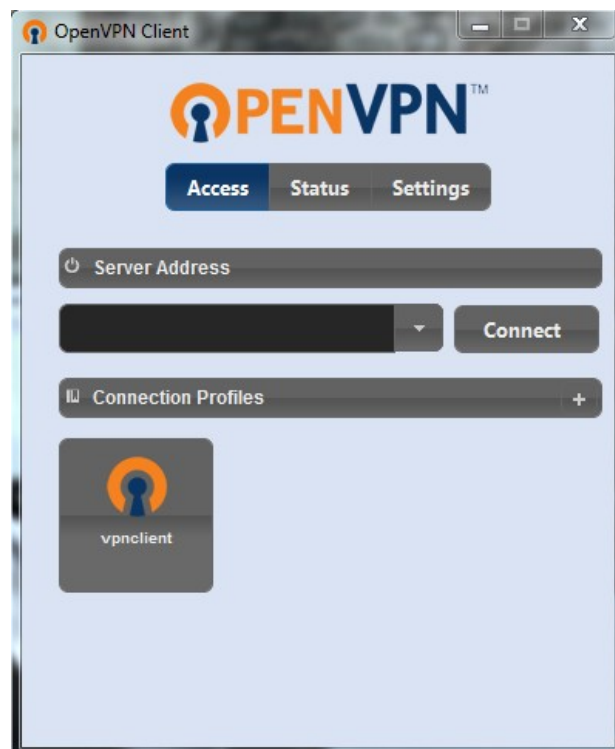 OpenVPN Client
OPENVPN™
Access Status Settings
Server Address
Connect
Connection Profiles +
vpnclient